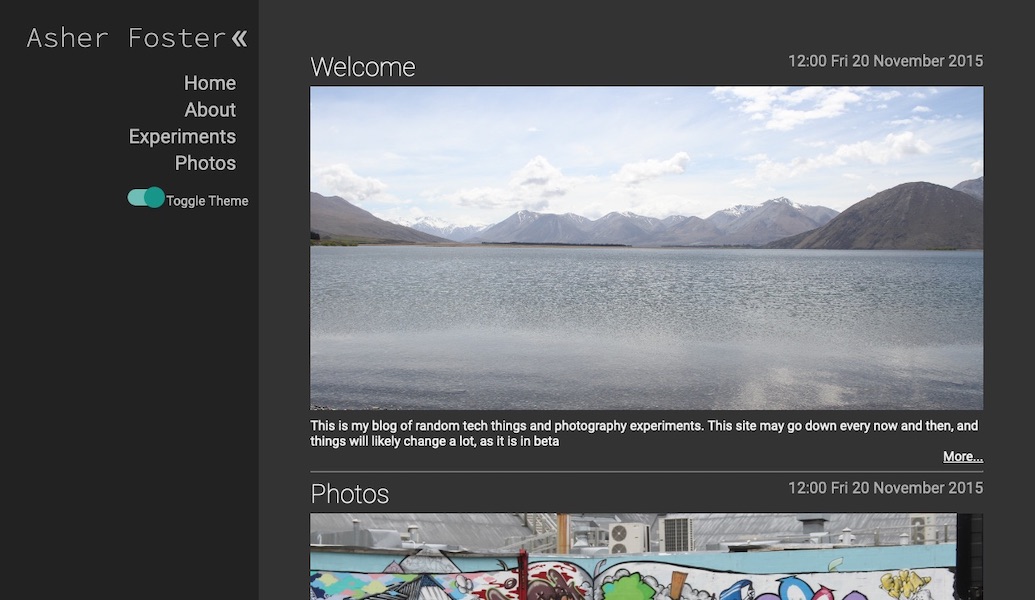 Asher Foster «
Home
About
Experiments
Photos
Toggle Theme
Welcome
12:00 Fri 20 November 2015
This is my blog of random tech things and photography experiments. This site may go down every now and then, and
things will likely change a lot, as it is in beta
More...
Photos
12:00 Fri 20 November 2015